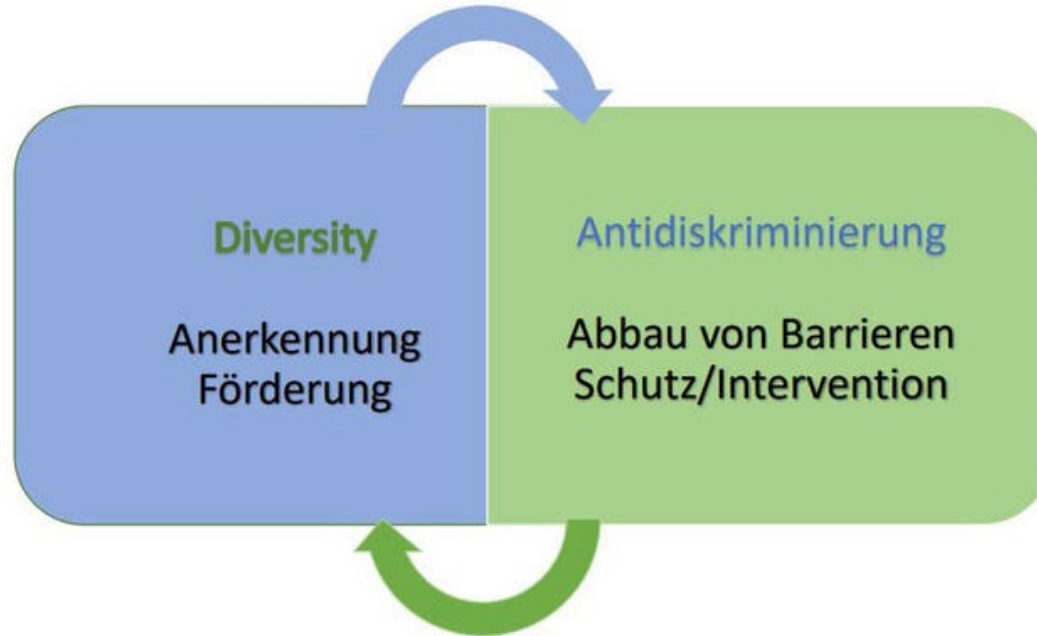 Diversity
Anerkennung
Förderung
Antidiskriminierung
Abbau von Barrieren
Schutz/Intervention